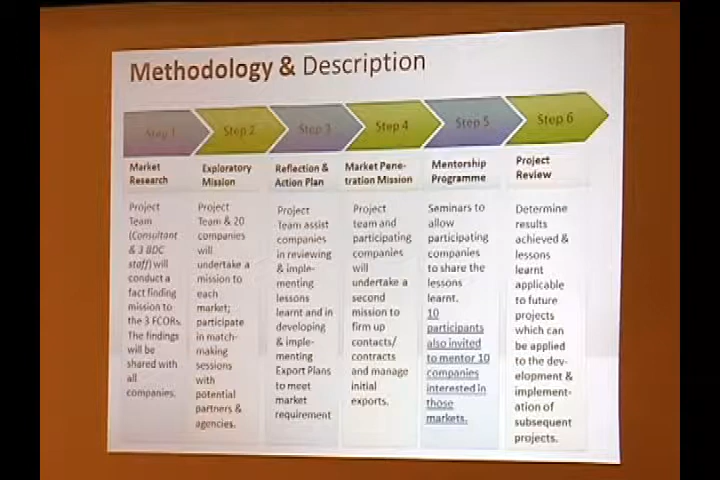 Methodology & Description
Step 1
Step 2
Step 3
Step 4
Step 5
Step 6
Market
Research
Project
Team
(Consultant
& 3 BDC
staff) will
conduct a
fact finding
mission to
the 3 FCORs.
The findings
will be
shared with
all
companies.
Exploratory
Mission
Project
Team & 20
companies
will
undertake a
mission to
each
market;
participate
in match-
making
sessions
with
potential
partners &
agencies.
Reflection &
Action Plan
Project
Team assist
companies
in reviewing
& imple-
menting
lessons
learnt and in
developing
& imple-
menting
Export Plans
to meet
market
requirement
Market Pene-
tration Mission
Project
team and
participating
companies
will
undertake a
second
mission to
firm up
contacts/
contracts
and manage
initial
exports.
Mentorship
Programme
Seminars to
allow
participating
companies
to share the
lessons
learnt.
10
participants
also invited
to mentor 10
companies
interested in
those
markets.
Project
Review
Determine
results
achieved &
lessons
learnt
applicable
to future
projects
which can
be applied
to the dev-
elopment &
implement-
ation of
subsequent
projects.